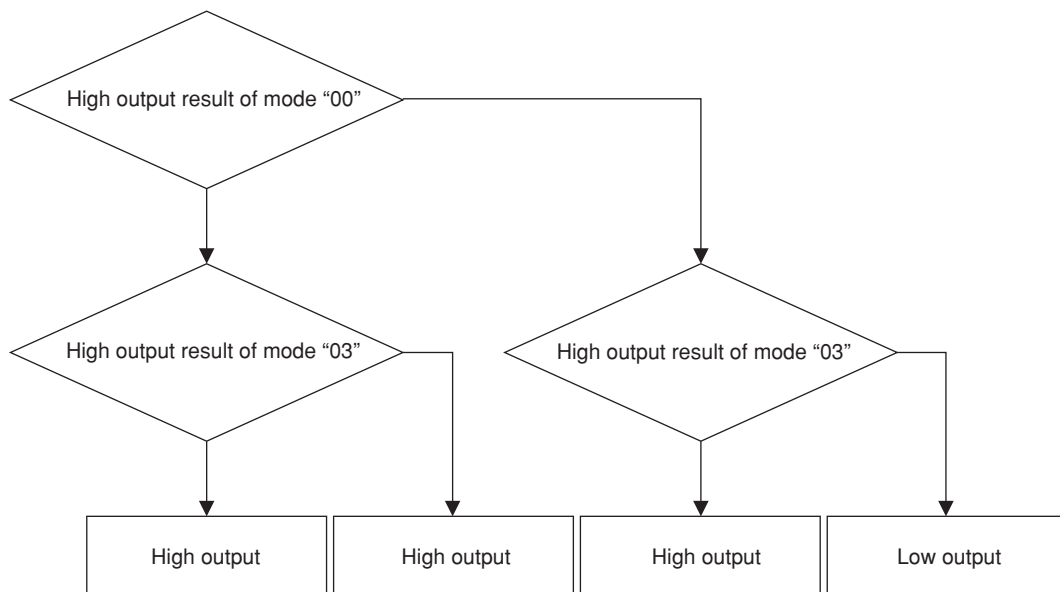 High output result of mode “00”
High output result of mode “03”
High output result of mode “03”
High output
High output
High output
Low output